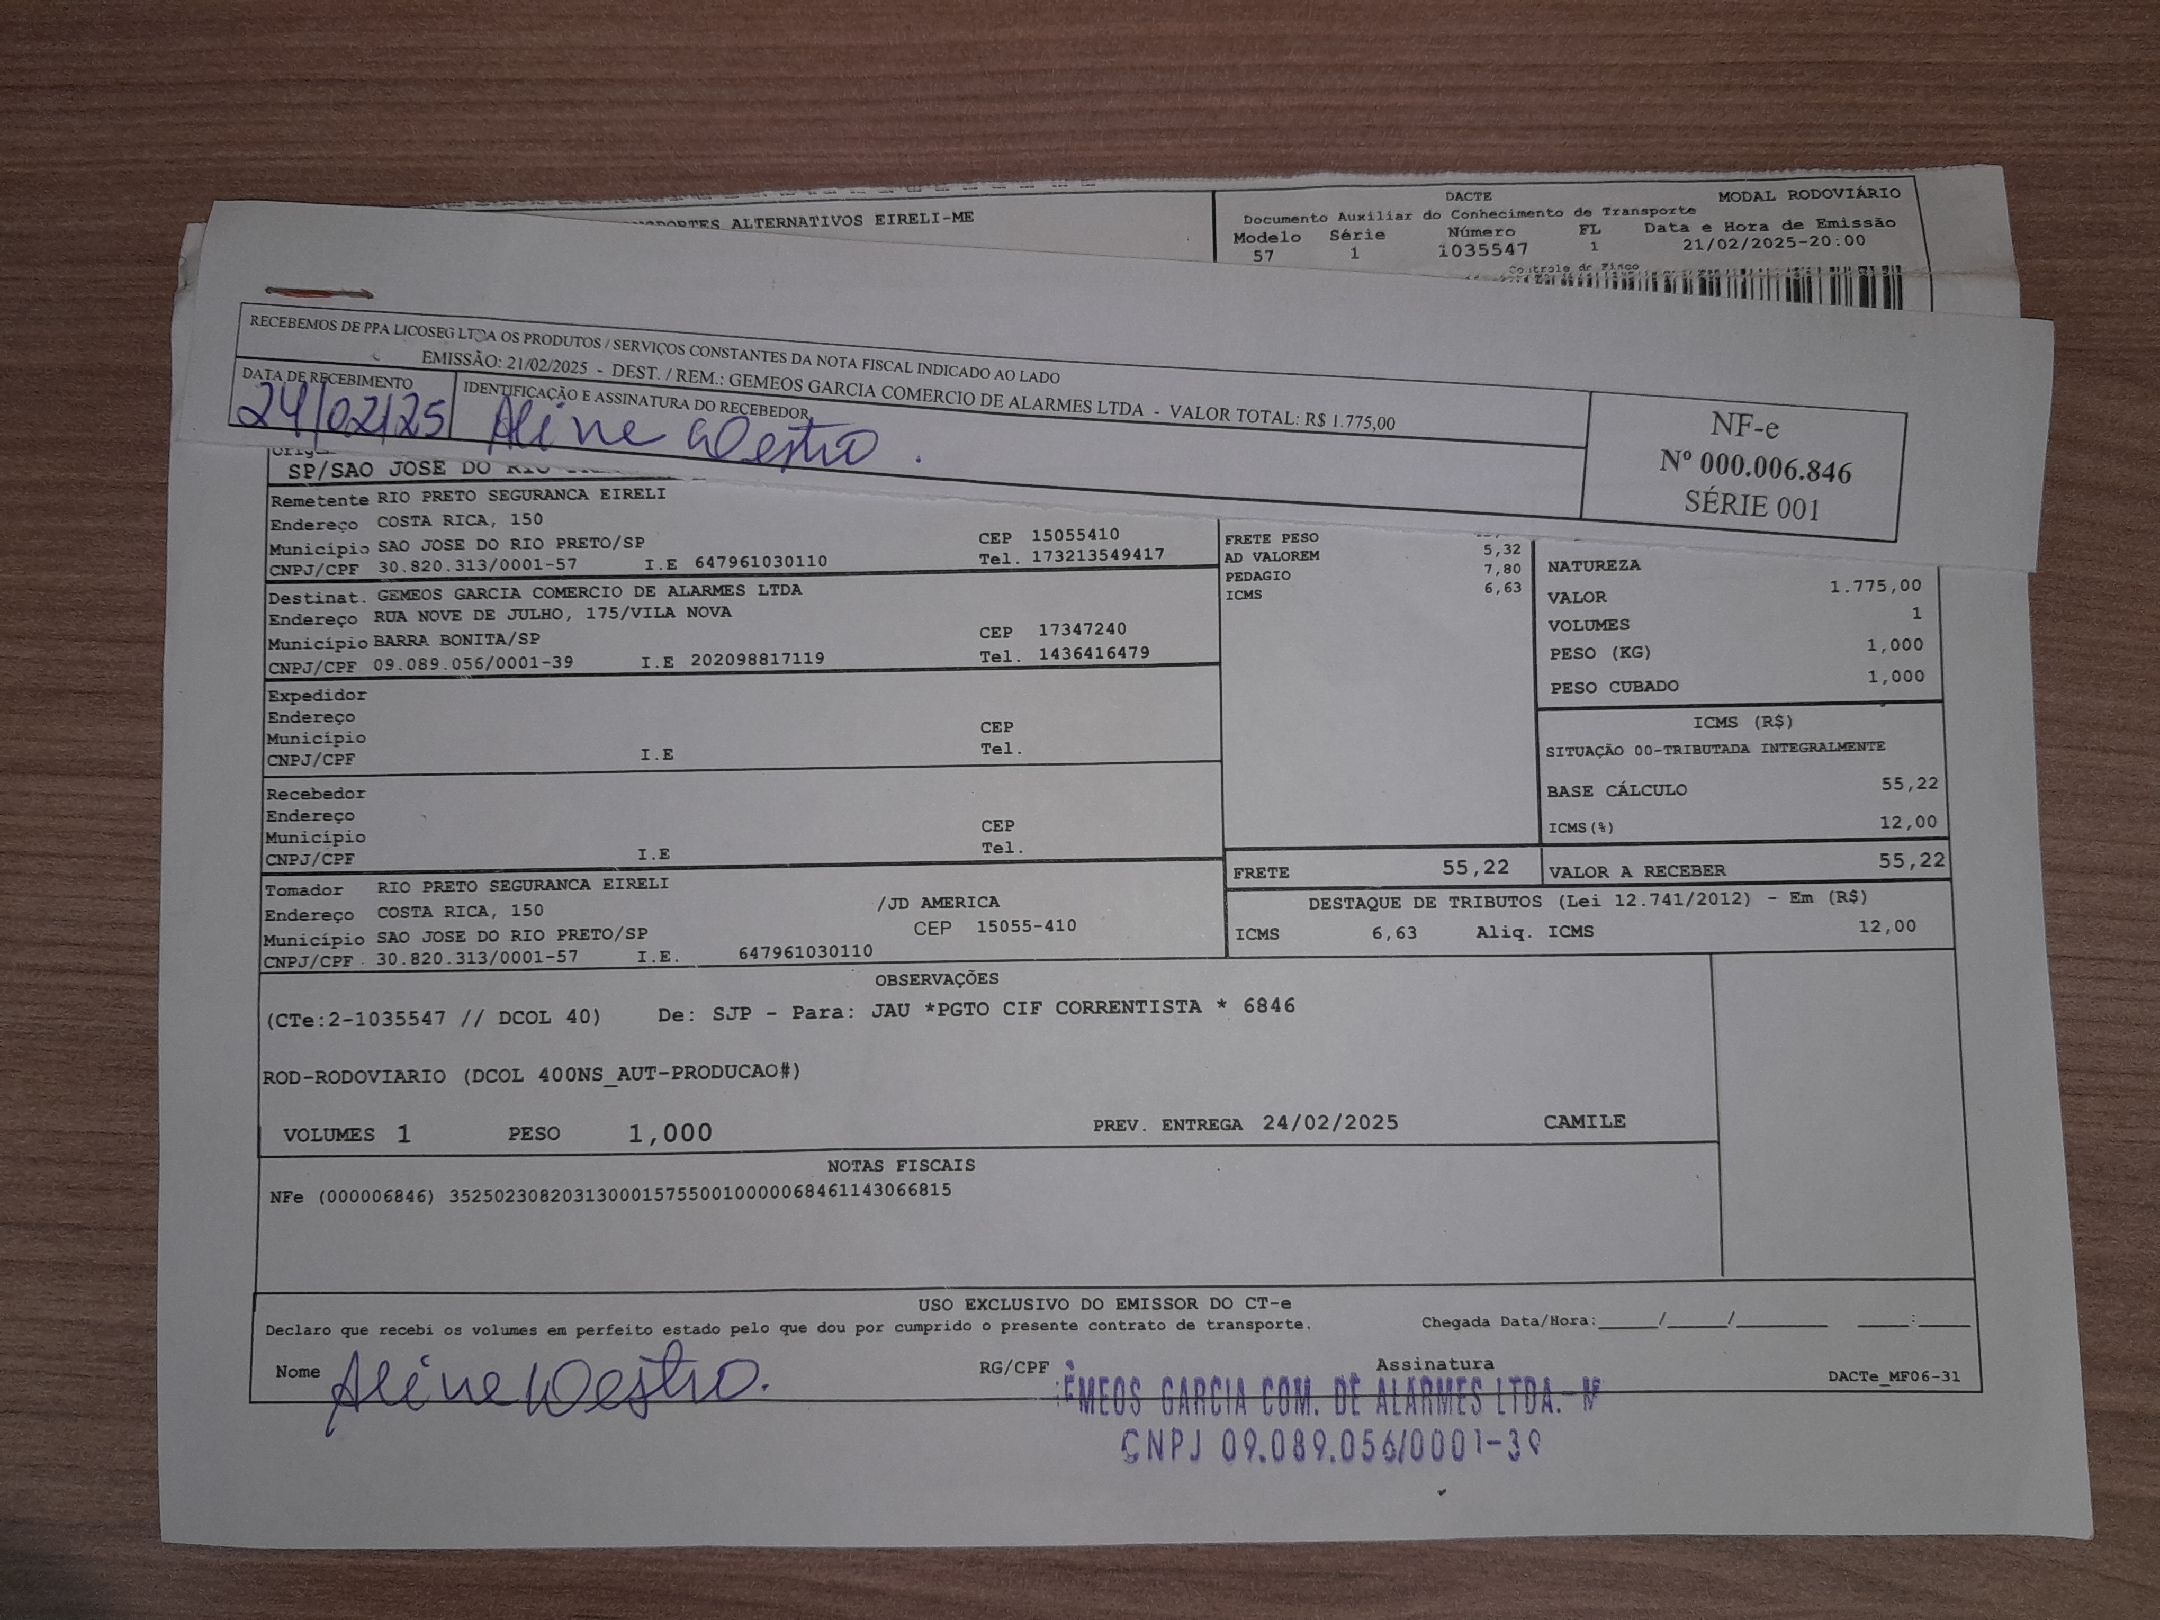 ALTERNATIVOS EIRELI-ME
DACTE
MODAL RODOVIÁRIO
Documento Auxiliar do Conhecimento de Transporte
Modelo Série Número FL Data e Hora de Emissão
57 1 1035547 1 21/02/2025-20:00
RECEBEMOS DE PPA LICOSEG LTDA OS PRODUTOS / SERVIÇOS CONSTANTES DA NOTA FISCAL INDICADO AO LADO
EMISSÃO: 21/02/2025 - DEST. / REM.: GEMEOS GARCIA COMERCIO DE ALARMES LTDA - VALOR TOTAL: R$ 1.775,00
DATA DE RECEBIMENTO
24/02/25
IDENTIFICAÇÃO E ASSINATURA DO RECEBEDOR
Aline Westro.
NF-e
Nº 000.006.846
SÉRIE 001
SP/SAO JOSE DO RIO
Remetente RIO PRETO SEGURANCA EIRELI
Endereço COSTA RICA, 150
Município SAO JOSE DO RIO PRETO/SP CEP 15055410
CNPJ/CPF 30.820.313/0001-57 I.E 647961030110 Tel. 173213549417
Destinat. GEMEOS GARCIA COMERCIO DE ALARMES LTDA
Endereço RUA NOVE DE JULHO, 175/VILA NOVA
Município BARRA BONITA/SP CEP 17347240
CNPJ/CPF 09.089.056/0001-39 I.E 202098817119 Tel. 1436416479
Expedidor
Endereço
Município CEP
CNPJ/CPF I.E Tel.
Recebedor
Endereço
Município CEP
CNPJ/CPF I.E Tel.
Tomador RIO PRETO SEGURANCA EIRELI
Endereço COSTA RICA, 150 /JD AMERICA
Município SAO JOSE DO RIO PRETO/SP CEP 15055-410
CNPJ/CPF . 30.820.313/0001-57 I.E. 647961030110
FRETE PESO
AD VALOREM 5,32
PEDAGIO 7,80
ICMS 6,63
NATUREZA
VALOR 1.775,00
VOLUMES 1
PESO (KG) 1,000
PESO CUBADO 1,000
ICMS (R$)
SITUAÇÃO 00-TRIBUTADA INTEGRALMENTE
BASE CÁLCULO 55,22
ICMS(%) 12,00
FRETE 55,22 VALOR A RECEBER 55,22
DESTAQUE DE TRIBUTOS (Lei 12.741/2012) - Em (R$)
ICMS 6,63 Aliq. ICMS 12,00
OBSERVAÇÕES
(CTe:2-1035547 // DCOL 40) De: SJP - Para: JAU *PGTO CIF CORRENTISTA * 6846
ROD-RODOVIARIO (DCOL 400NS_AUT-PRODUCAO#)
VOLUMES 1 PESO 1,000 PREV. ENTREGA 24/02/2025 CAMILE
NOTAS FISCAIS
NFe (000006846) 35250230820313000157550010000068461143066815
USO EXCLUSIVO DO EMISSOR DO CT-e
Declaro que recebi os volumes em perfeito estado pelo que dou por cumprido o presente contrato de transporte. Chegada Data/Hora:_____/_____/________ _____:_____
Nome Aline Westro. RG/CPF Assinatura DACTe_MF06-31
EMEOS GARCIA COM. DE ALARMES LTDA.-M
CNPJ 09.089.056/0001-39